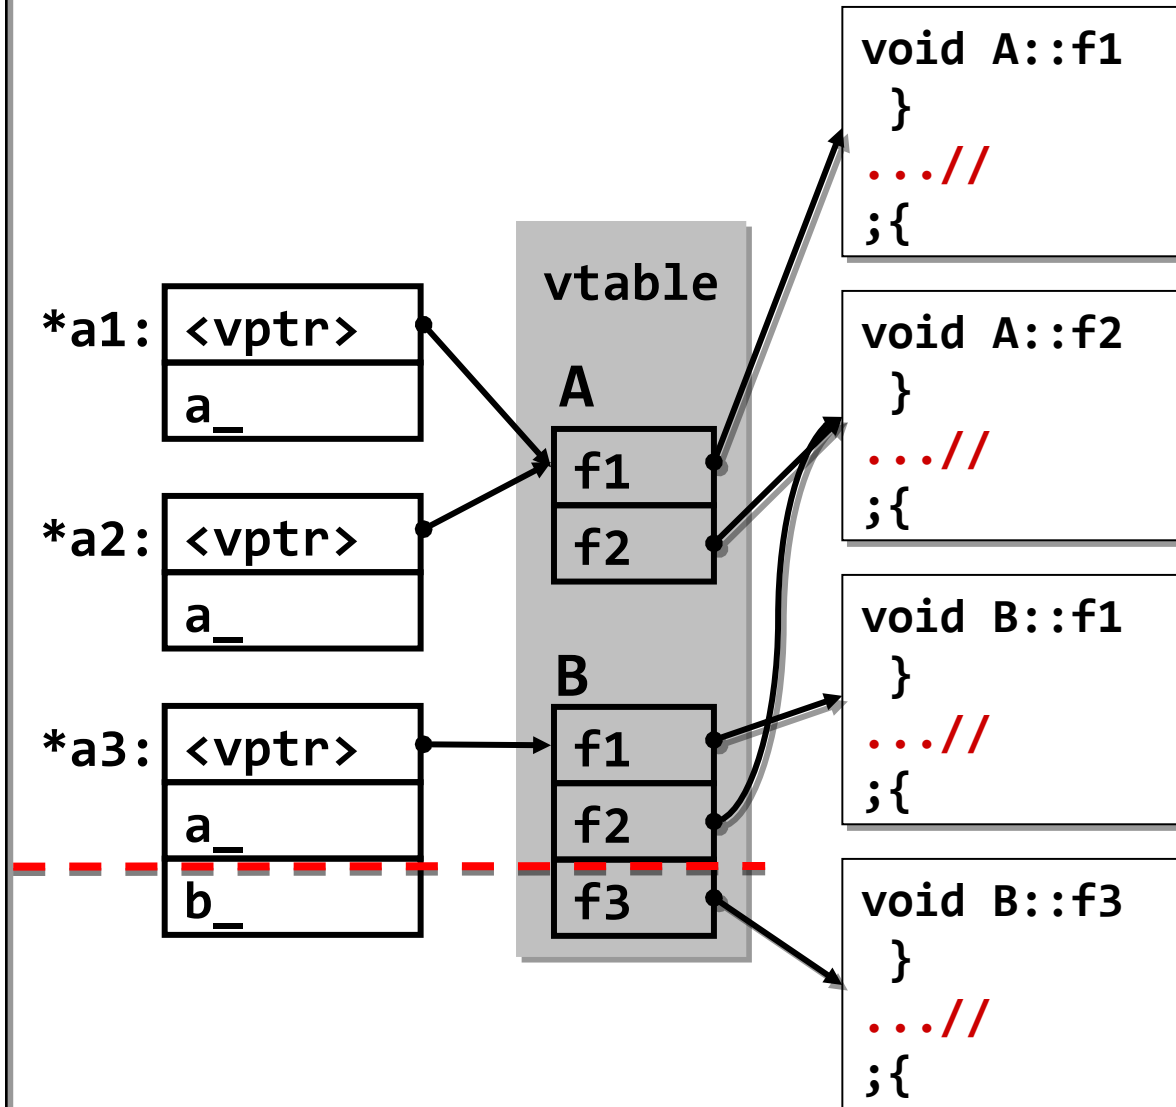 *a1:
<vptr>
a_
*a2:
<vptr>
a_
*a3:
<vptr>
a_
b_
vtable
A
f1
f2
B
f1
f2
f3
void A::f1
}
...//
;{
void A::f2
}
...//
;{
void B::f1
}
...//
;{
void B::f3
}
...//
;{